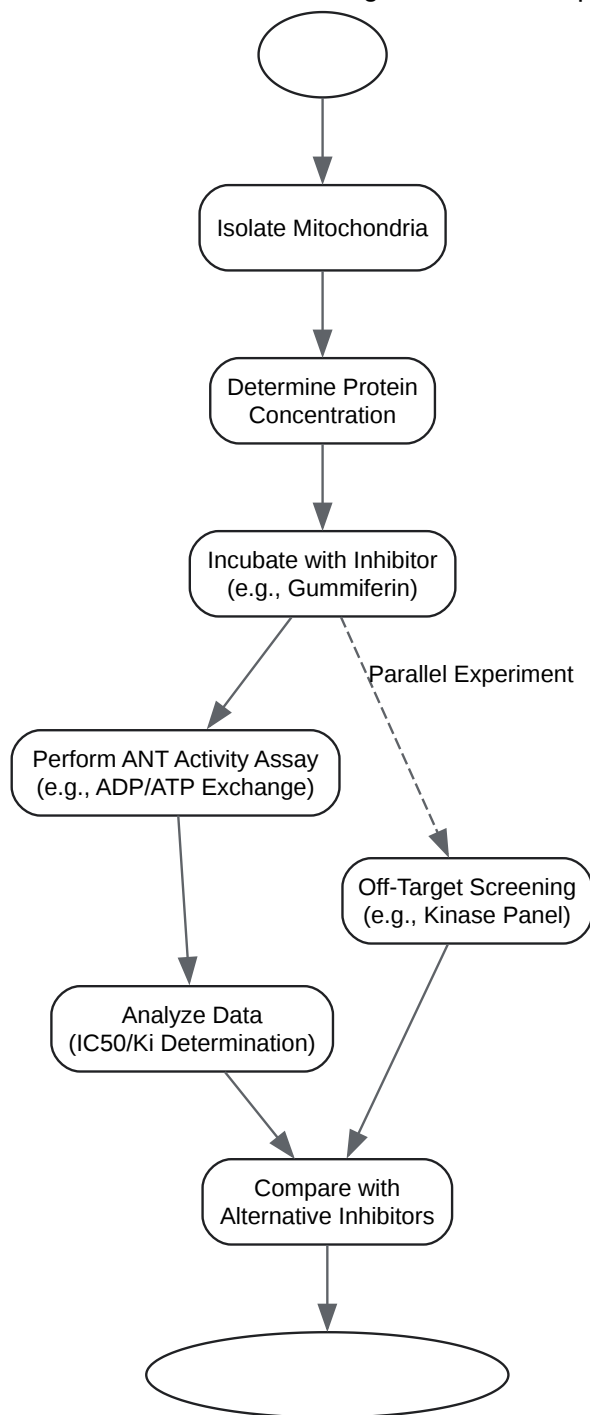 Isolate Mitochondria
Determine Protein
Concentration
Incubate with Inhibitor
(e.g., Gummiferin)
Parallel Experiment
Perform ANT Activity Assay
(e.g., ADP/ATP Exchange)
Off-Target Screening
(e.g., Kinase Panel)
Analyze Data
(IC50/Ki Determination)
Compare with
Alternative Inhibitors